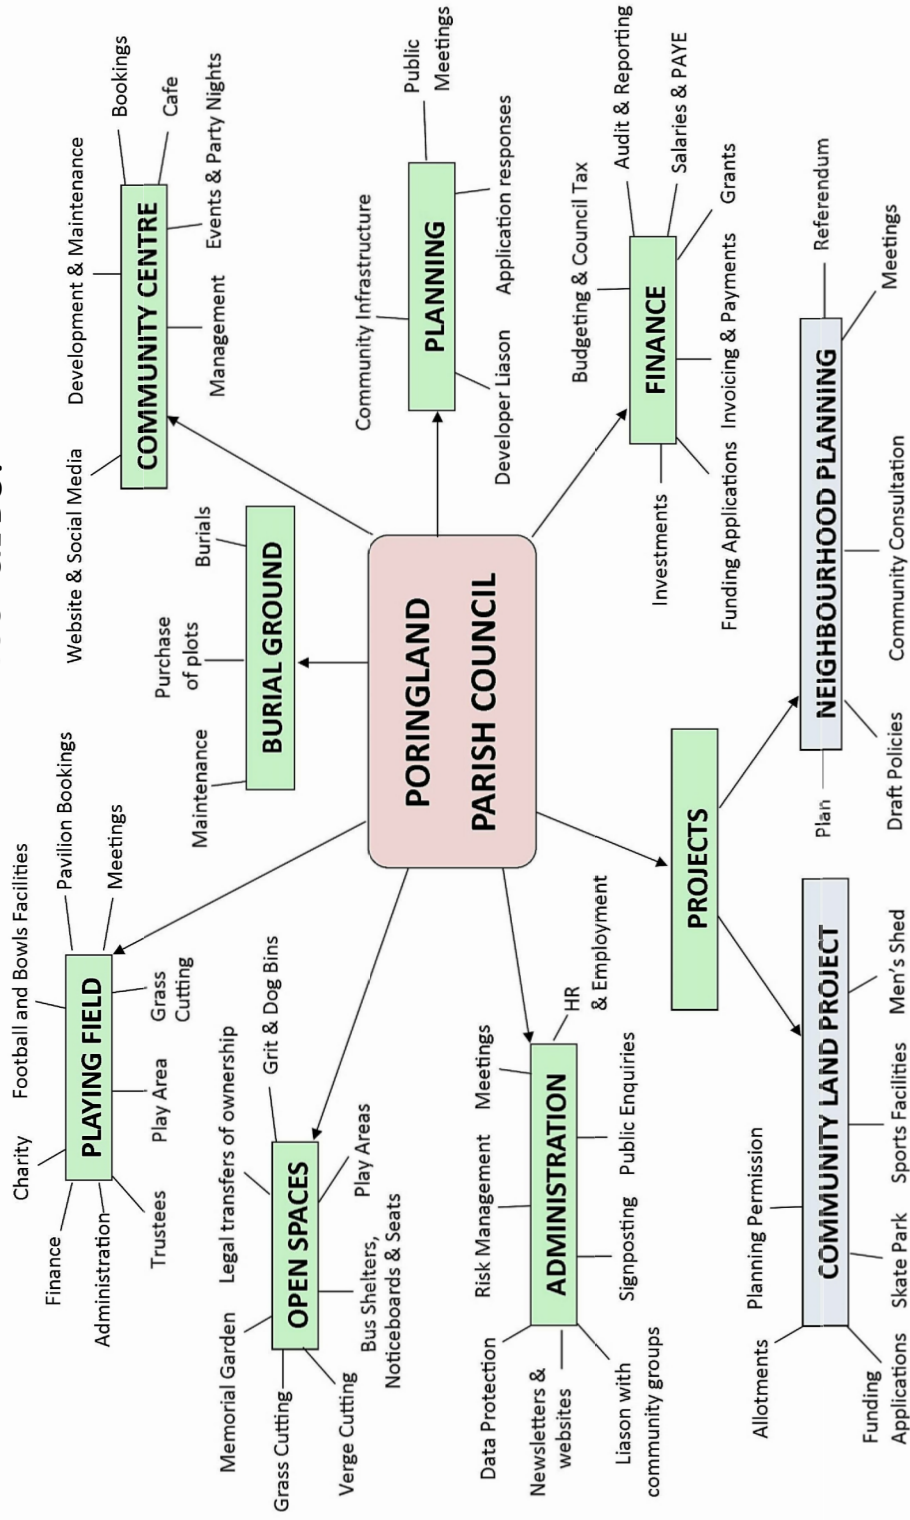 Football and Bowls Facilities
Charity
Finance
Pavilion Bookings
PLAYING FIELD
Administration
Meetings
Trustees
Play Area
Grass
Cutting
Purchase
of plots
Maintenance
Burials
BURIAL GROUND
Website & Social Media
Development & Maintenance
Bookings
COMMUNITY CENTRE
Cafe
Management
Events & Party Nights
Memorial Garden
Legal transfers of ownership
Grit & Dog Bins
Grass Cutting
OPEN SPACES
Verge Cutting
Bus Shelters,
Noticeboards & Seats
Play Areas
PORINGLAND
PARISH COUNCIL
Community Infrastructure
Public
Meetings
PLANNING
Developer Liason
Application responses
Data Protection
Risk Management
Meetings
HR
& Employment
ADMINISTRATION
Newsletters &
websites
Liason with
community groups
Signposting
Public Enquiries
Budgeting & Council Tax
Audit & Reporting
FINANCE
Salaries & PAYE
Investments
Funding Applications
Invoicing & Payments
Grants
PROJECTS
Allotments
Planning Permission
COMMUNITY LAND PROJECT
Funding
Applications
Skate Park
Sports Facilities
Men's Shed
Plan
NEIGHBOURHOOD PLANNING
Referendum
Draft Policies
Community Consultation
Meetings